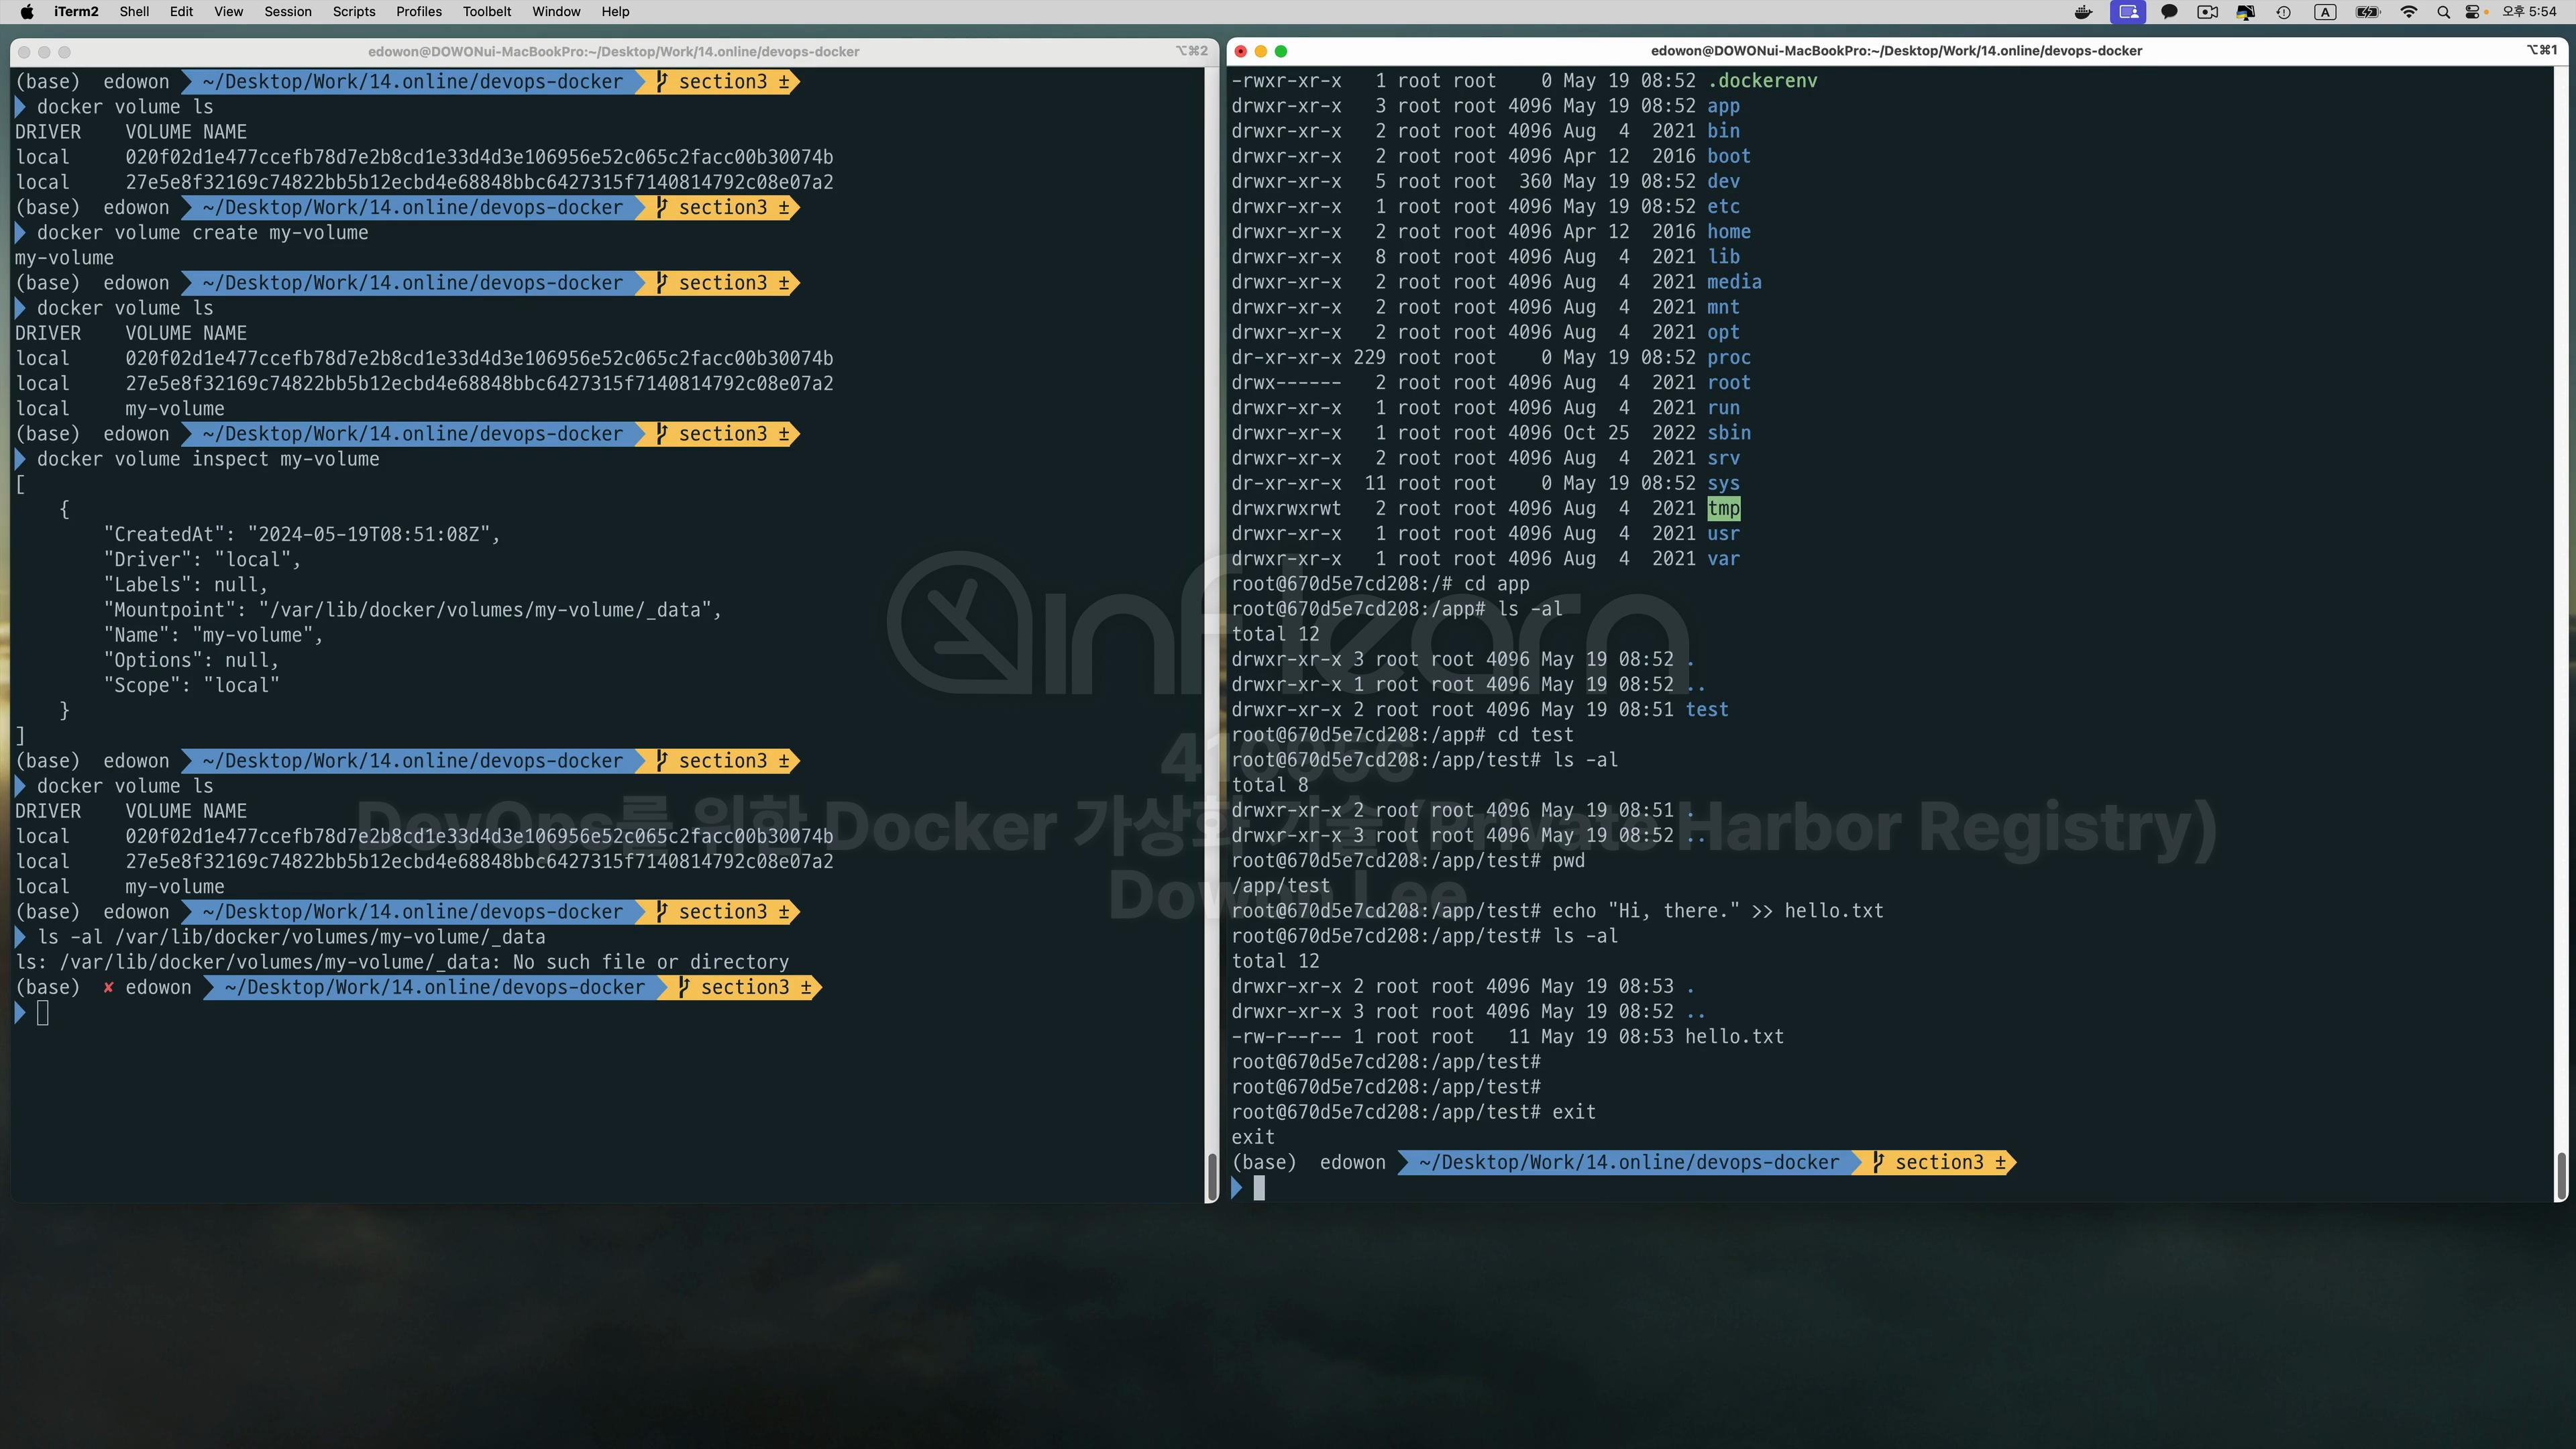 iTerm2 Shell Edit View Session Scripts Profiles Toolbelt Window Help
A 오후 5:54
edowon@DOWONui-MacBookPro:~/Desktop/Work/14.online/devops-docker ⌥⌘2
(base) edowon ~/Desktop/Work/14.online/devops-docker section3 ±
docker volume ls
DRIVER VOLUME NAME
local 020f02d1e477ccefb78d7e2b8cd1e33d4d3e106956e52c065c2facc00b30074b
local 27e5e8f32169c74822bb5b12ecbd4e68848bbc6427315f7140814792c08e07a2
(base) edowon ~/Desktop/Work/14.online/devops-docker section3 ±
docker volume create my-volume
my-volume
(base) edowon ~/Desktop/Work/14.online/devops-docker section3 ±
docker volume ls
DRIVER VOLUME NAME
local 020f02d1e477ccefb78d7e2b8cd1e33d4d3e106956e52c065c2facc00b30074b
local 27e5e8f32169c74822bb5b12ecbd4e68848bbc6427315f7140814792c08e07a2
local my-volume
(base) edowon ~/Desktop/Work/14.online/devops-docker section3 ±
docker volume inspect my-volume
[
{
"CreatedAt": "2024-05-19T08:51:08Z",
"Driver": "local",
"Labels": null,
"Mountpoint": "/var/lib/docker/volumes/my-volume/_data",
"Name": "my-volume",
"Options": null,
"Scope": "local"
}
]
(base) edowon ~/Desktop/Work/14.online/devops-docker section3 ±
docker volume ls
DRIVER VOLUME NAME
local 020f02d1e477ccefb78d7e2b8cd1e33d4d3e106956e52c065c2facc00b30074b
local 27e5e8f32169c74822bb5b12ecbd4e68848bbc6427315f7140814792c08e07a2
local my-volume
(base) edowon ~/Desktop/Work/14.online/devops-docker section3 ±
ls -al /var/lib/docker/volumes/my-volume/_data
ls: /var/lib/docker/volumes/my-volume/_data: No such file or directory
(base) ✘ edowon ~/Desktop/Work/14.online/devops-docker section3 ±
edowon@DOWONui-MacBookPro:~/Desktop/Work/14.online/devops-docker ⌥⌘1
-rwxr-xr-x 1 root root 0 May 19 08:52 .dockerenv
drwxr-xr-x 3 root root 4096 May 19 08:52 app
drwxr-xr-x 2 root root 4096 Aug 4 2021 bin
drwxr-xr-x 2 root root 4096 Apr 12 2016 boot
drwxr-xr-x 5 root root 360 May 19 08:52 dev
drwxr-xr-x 1 root root 4096 May 19 08:52 etc
drwxr-xr-x 2 root root 4096 Apr 12 2016 home
drwxr-xr-x 8 root root 4096 Aug 4 2021 lib
drwxr-xr-x 2 root root 4096 Aug 4 2021 media
drwxr-xr-x 2 root root 4096 Aug 4 2021 mnt
drwxr-xr-x 2 root root 4096 Aug 4 2021 opt
dr-xr-xr-x 229 root root 0 May 19 08:52 proc
drwx------ 2 root root 4096 Aug 4 2021 root
drwxr-xr-x 1 root root 4096 Aug 4 2021 run
drwxr-xr-x 1 root root 4096 Oct 25 2022 sbin
drwxr-xr-x 2 root root 4096 Aug 4 2021 srv
dr-xr-xr-x 11 root root 0 May 19 08:52 sys
drwxrwxrwt 2 root root 4096 Aug 4 2021 tmp
drwxr-xr-x 1 root root 4096 Aug 4 2021 usr
drwxr-xr-x 1 root root 4096 Aug 4 2021 var
root@670d5e7cd208:/# cd app
root@670d5e7cd208:/app# ls -al
total 12
drwxr-xr-x 3 root root 4096 May 19 08:52 .
drwxr-xr-x 1 root root 4096 May 19 08:52 ..
drwxr-xr-x 2 root root 4096 May 19 08:51 test
root@670d5e7cd208:/app# cd test
root@670d5e7cd208:/app/test# ls -al
total 8
drwxr-xr-x 2 root root 4096 May 19 08:51 .
drwxr-xr-x 3 root root 4096 May 19 08:52 ..
root@670d5e7cd208:/app/test# pwd
/app/test
root@670d5e7cd208:/app/test# echo "Hi, there." >> hello.txt
root@670d5e7cd208:/app/test# ls -al
total 12
drwxr-xr-x 2 root root 4096 May 19 08:53 .
drwxr-xr-x 3 root root 4096 May 19 08:52 ..
-rw-r--r-- 1 root root 11 May 19 08:53 hello.txt
root@670d5e7cd208:/app/test#
root@670d5e7cd208:/app/test#
root@670d5e7cd208:/app/test# exit
exit
(base) edowon ~/Desktop/Work/14.online/devops-docker section3 ±
inflearn
410056
DevOps를 위한 Docker 가상화 기술 (Private Harbor Registry)
Dowon Lee